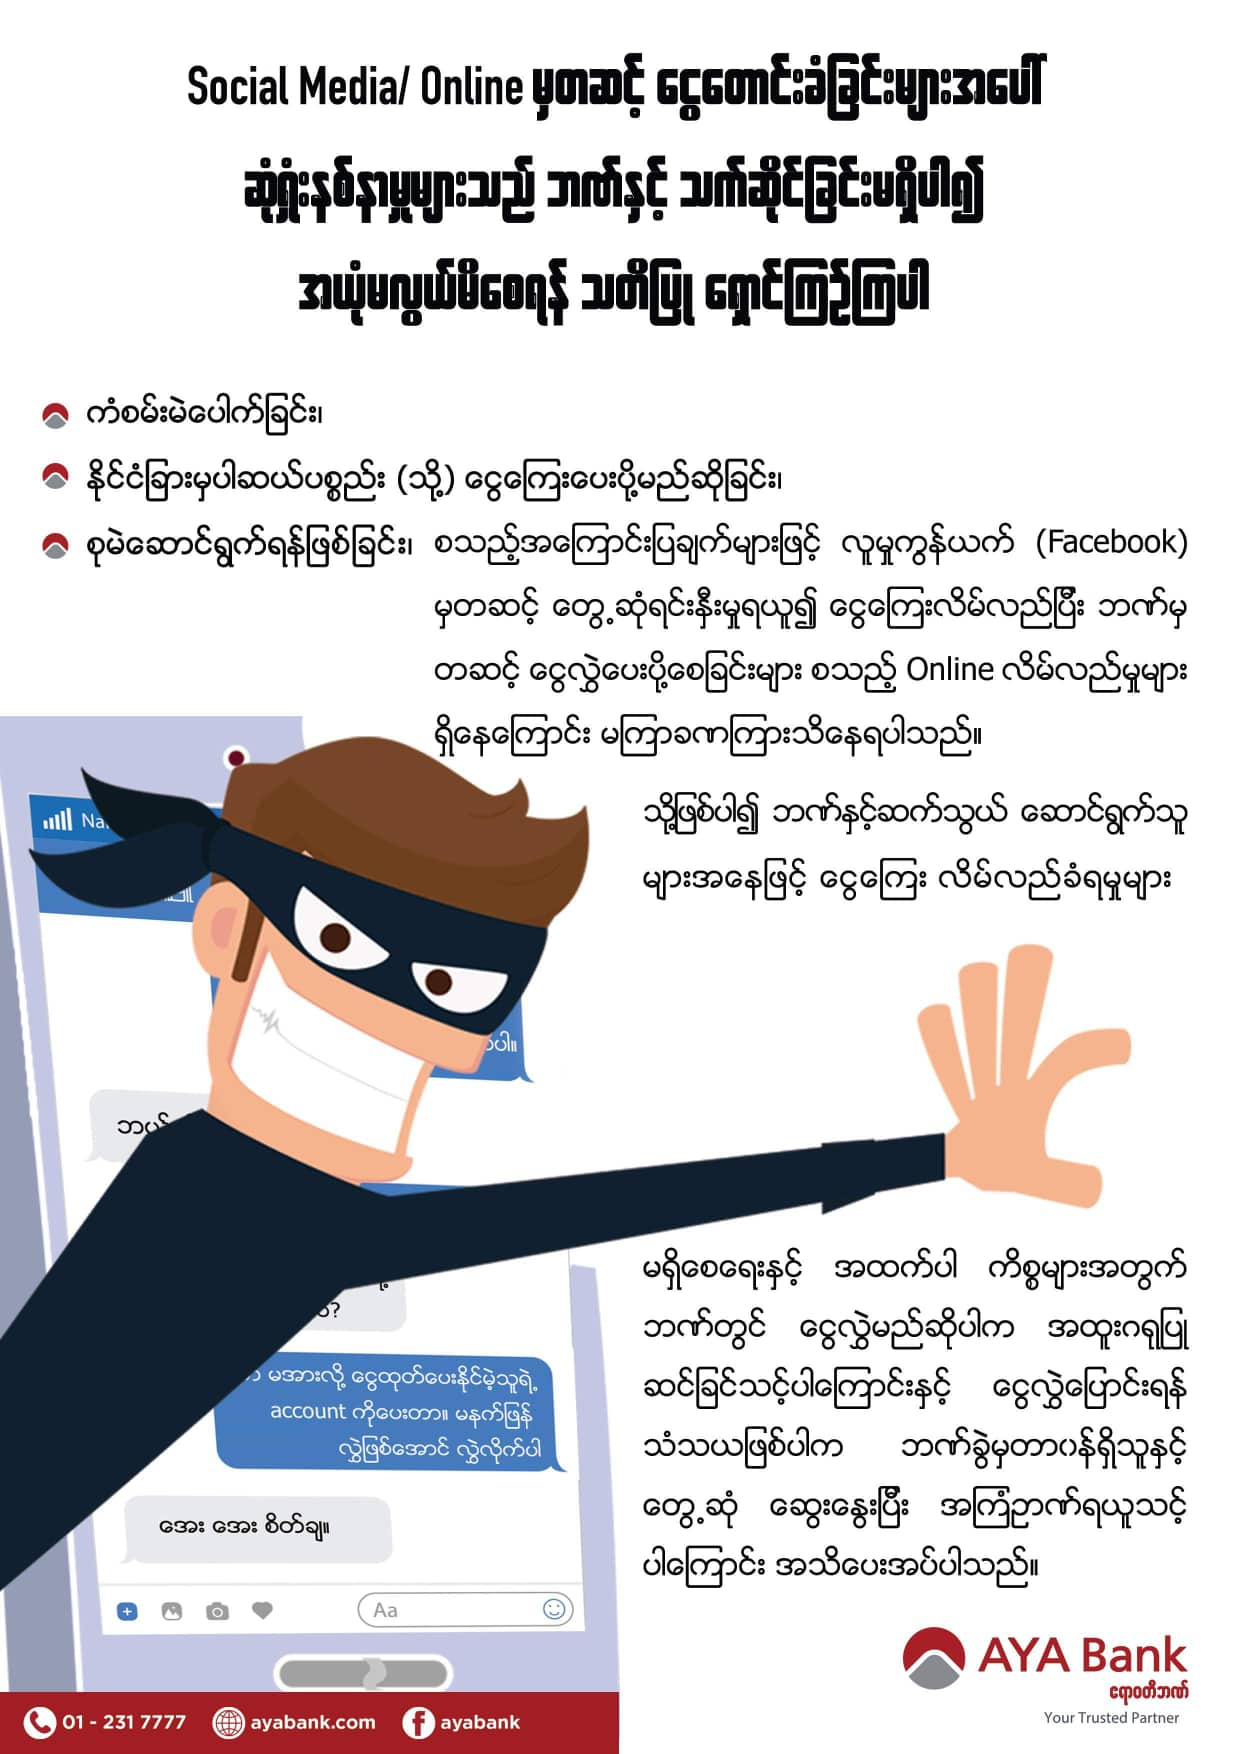 Social Media/ Online မှတဆင့် ငွေတောင်းခံခြင်းများအပေါ်
ဆုံရှုံးနစ်နာမှုများသည် ဘဏ်နှင့် သက်ဆိုင်ခြင်းမရှိပါ၍
အယုံမလွယ်မိစေရန် သတိပြု ရှောင်ကြဉ်ကြပါ
ကံစမ်းမဲပေါက်ခြင်း၊
နိုင်ငံခြားမှပါဆယ်ပစ္စည်း (သို့) ငွေကြေးပေးပို့မည်ဆိုခြင်း၊
စုမဲဆောင်ရွက်ရန်ဖြစ်ခြင်း၊ စသည့်အကြောင်းပြချက်များဖြင့် လူမှုကွန်ယက် (Facebook)
မှတဆင့် တွေ့ဆုံရင်းနှီးမှုရယူ၍ ငွေကြေးလိမ်လည်ပြီး ဘဏ်မှ
တဆင့် ငွေလွှဲပေးပို့စေခြင်းများ စသည့် Online လိမ်လည်မှုများ
ရှိနေကြောင်း မကြာခဏကြားသိနေရပါသည်။
သို့ဖြစ်ပါ၍ ဘဏ်နှင့်ဆက်သွယ် ဆောင်ရွက်သူ
များအနေဖြင့် ငွေကြေး လိမ်လည်ခံရမှုများ
မရှိစေရေးနှင့် အထက်ပါ ကိစ္စများအတွက်
ဘဏ်တွင် ငွေလွှဲမည်ဆိုပါက အထူးဂရုပြု
ဆင်ခြင်သင့်ပါကြောင်းနှင့် ငွေလွှဲပြောင်းရန်
သံသယဖြစ်ပါက ဘဏ်ခွဲမှတာဝန်ရှိသူနှင့်
တွေ့ဆုံ ဆွေးနွေးပြီး အကြံဉာဏ်ရယူသင့်
ပါကြောင်း အသိပေးအပ်ပါသည်။
မအားလို့ ငွေထုတ်ပေးနိုင်မဲ့သူရဲ့
account ကိုပေးတာ။ မနက်ဖြန်
လွှဲဖြစ်အောင် လွှဲလိုက်ပါ
အေး အေး စိတ်ချ။
Aa
AYA Bank
ဧရာဝတီဘဏ်
Your Trusted Partner
01 - 231 7777 ayabank.com ayabank